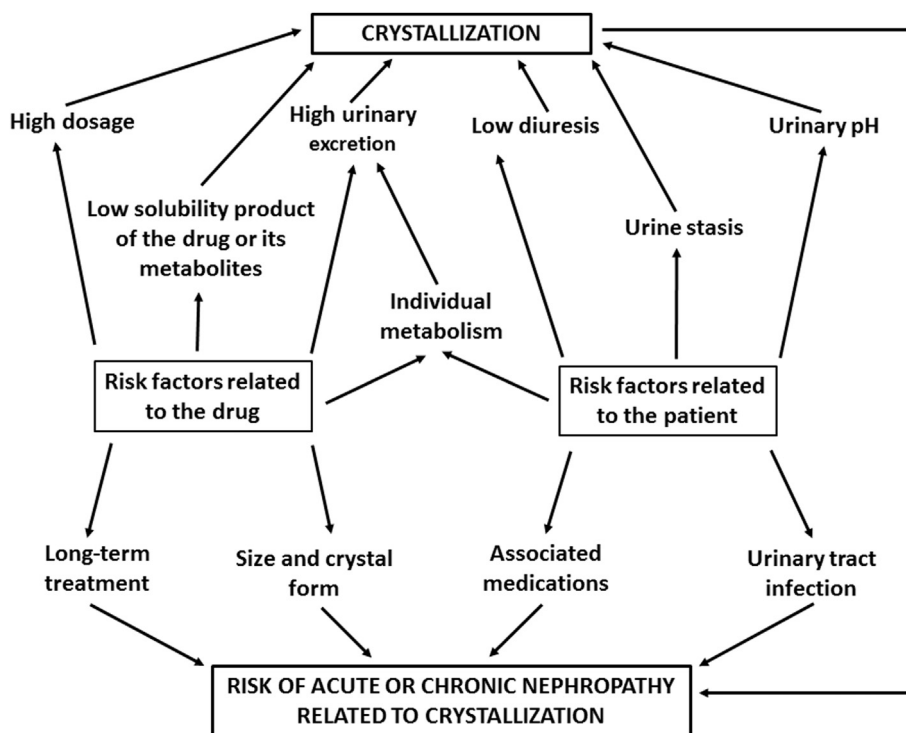 CRYSTALLIZATION
High dosage
High urinary
excretion
Low diuresis
Urinary pH
Low solubility product
of the drug or its
metabolites
Urine stasis
Individual
metabolism
Risk factors related
to the drug
Risk factors related
to the patient
Long-term
treatment
Size and crystal
form
Associated
medications
Urinary tract
infection
RISK OF ACUTE OR CHRONIC NEPHROPATHY
RELATED TO CRYSTALLIZATION